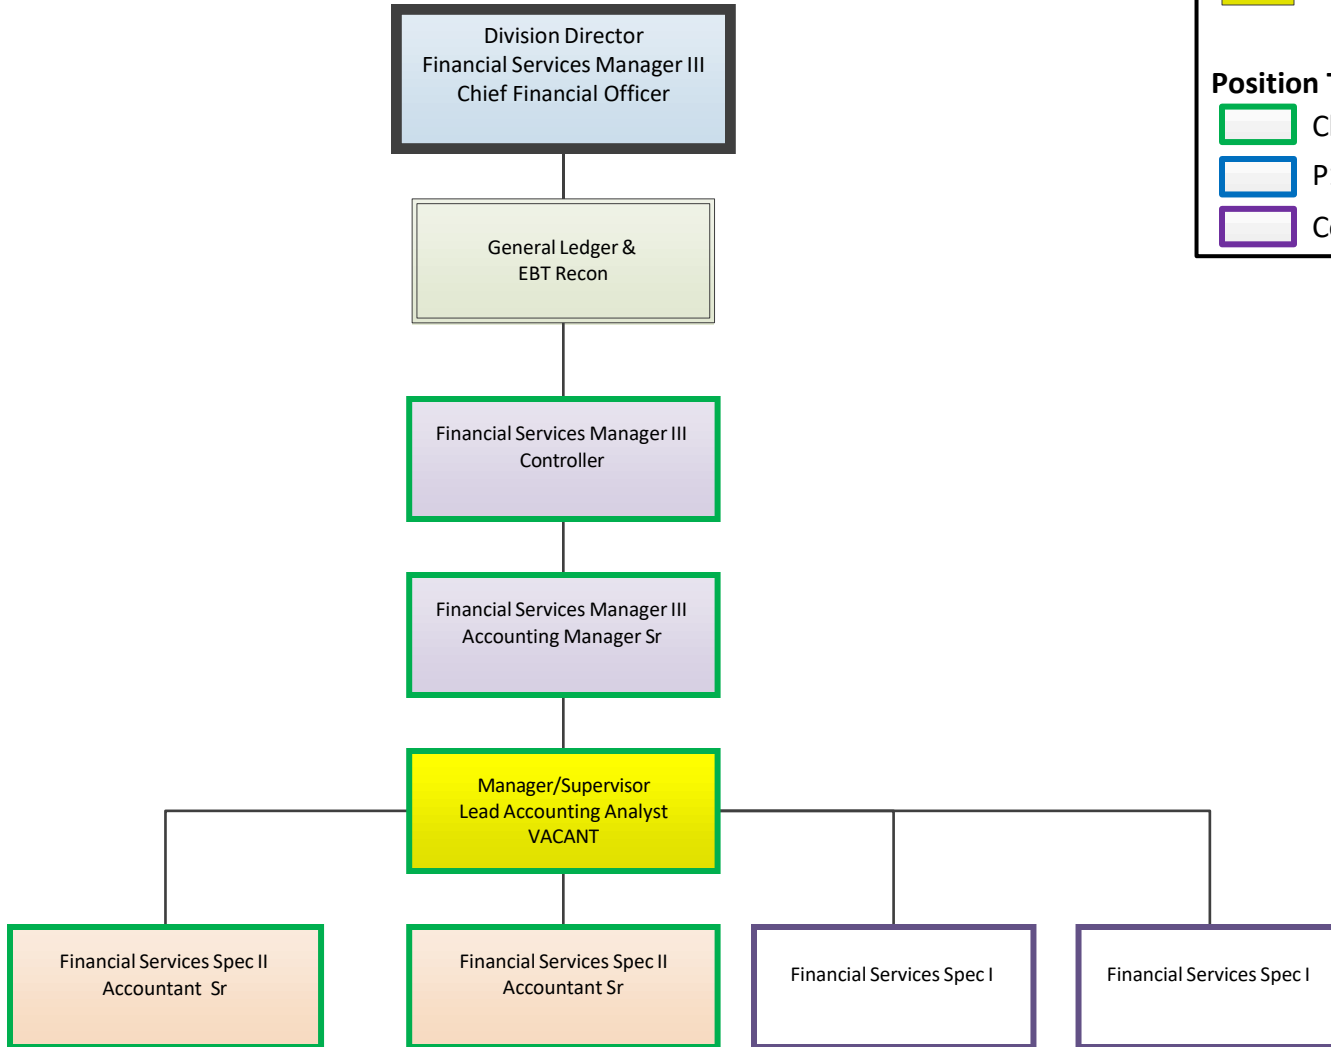 Division Director
Financial Services Manager III
Chief Financial Officer
Position
General Ledger &
EBT Recon
Financial Services Manager III
Controller
Financial Services Manager III
Accounting Manager Sr
Manager/Supervisor
Lead Accounting Analyst
VACANT
Financial Services Spec II
Accountant Sr
Financial Services Spec II
Accountant Sr
Financial Services Spec I
Financial Services Spec I